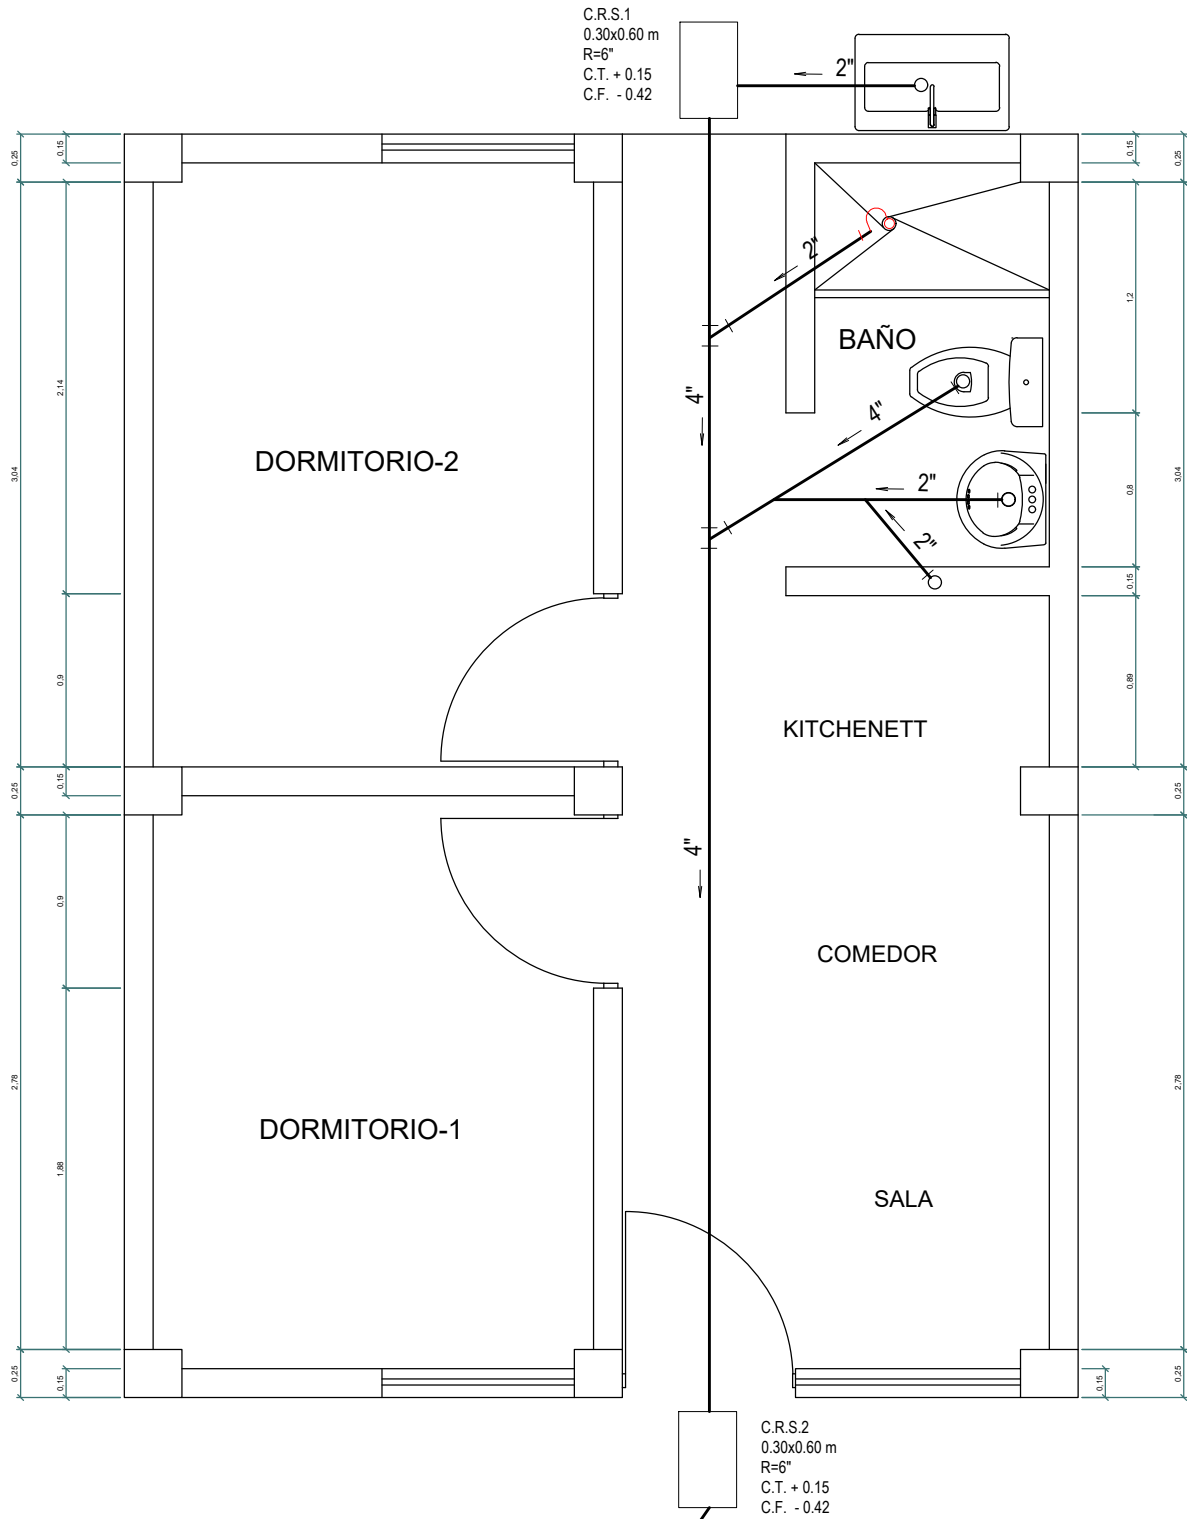 C.R.S.1
0.30x0.60 m
R=6"
C.T. + 0.15
C.F. - 0.42
2"
0,25
0,15
0,15
0,25
2"
1,2
BAÑO
2,14
4"
4"
DORMITORIO-2
3,04
3,04
0,8
2"
2"
0,15
0,9
0,89
KITCHENETT
0,25
0,15
0,25
4"
0,9
COMEDOR
2,78
2,78
DORMITORIO-1
1,88
SALA
0,25
0,15
0,15
0,25
C.R.S.2
0.30x0.60 m
R=6"
C.T. + 0.15
C.F. - 0.42